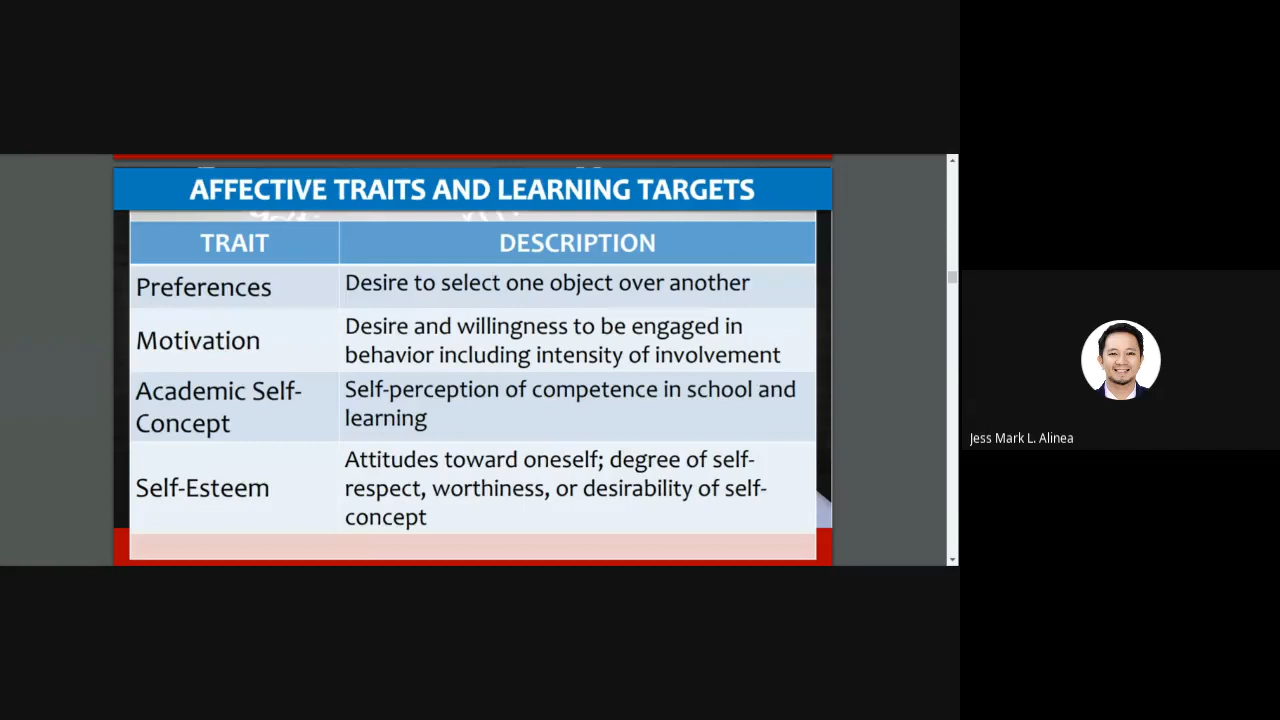 AFFECTIVE TRAITS AND LEARNING TARGETS
TRAIT
DESCRIPTION
Preferences
Desire to select one object over another
Motivation
Desire and willingness to be engaged in
behavior including intensity of involvement
Academic Self-
Concept
Self-perception of competence in school and
learning
Self-Esteem
Attitudes toward oneself; degree of self-
respect, worthiness, or desirability of self-
concept
Jess Mark L. Alinea